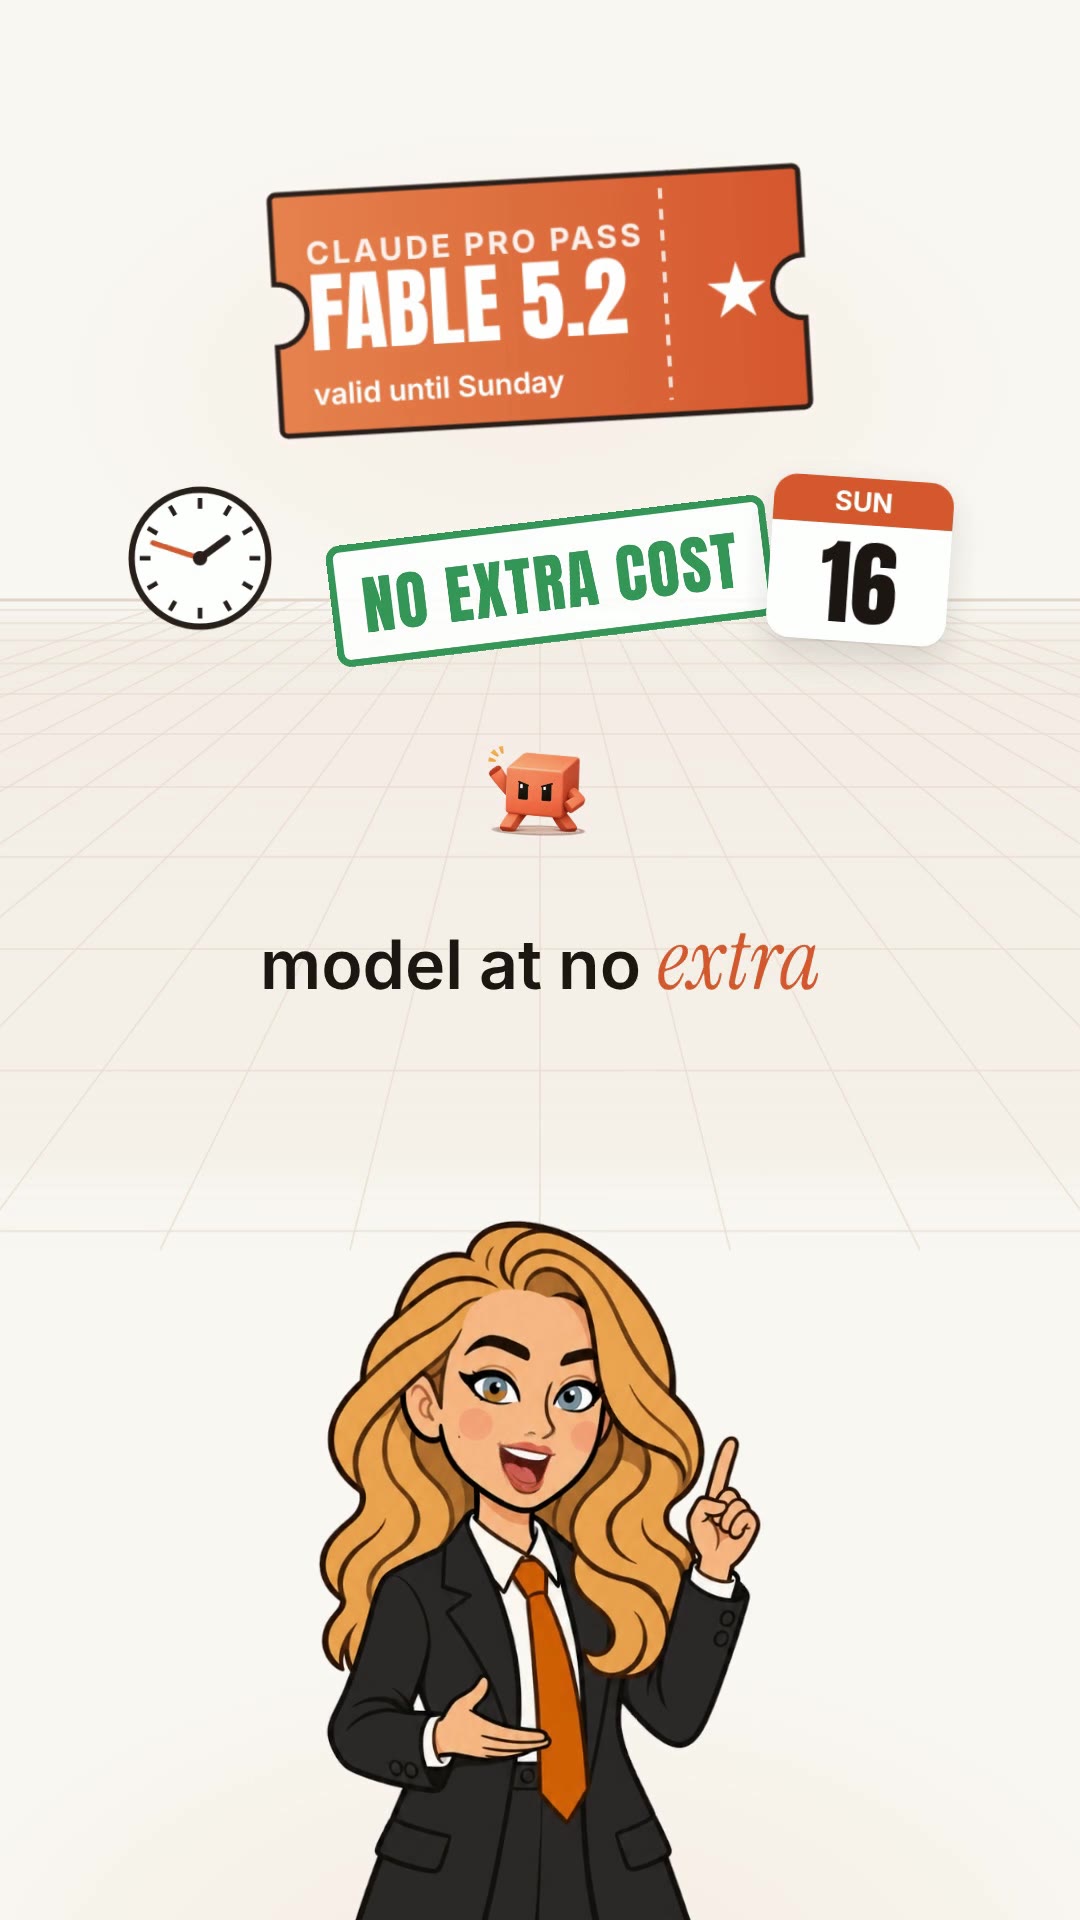 CLAUDE PRO PASS
FABLE 5.2
valid until Sunday
NO EXTRA COST
SUN
16
model at no extra